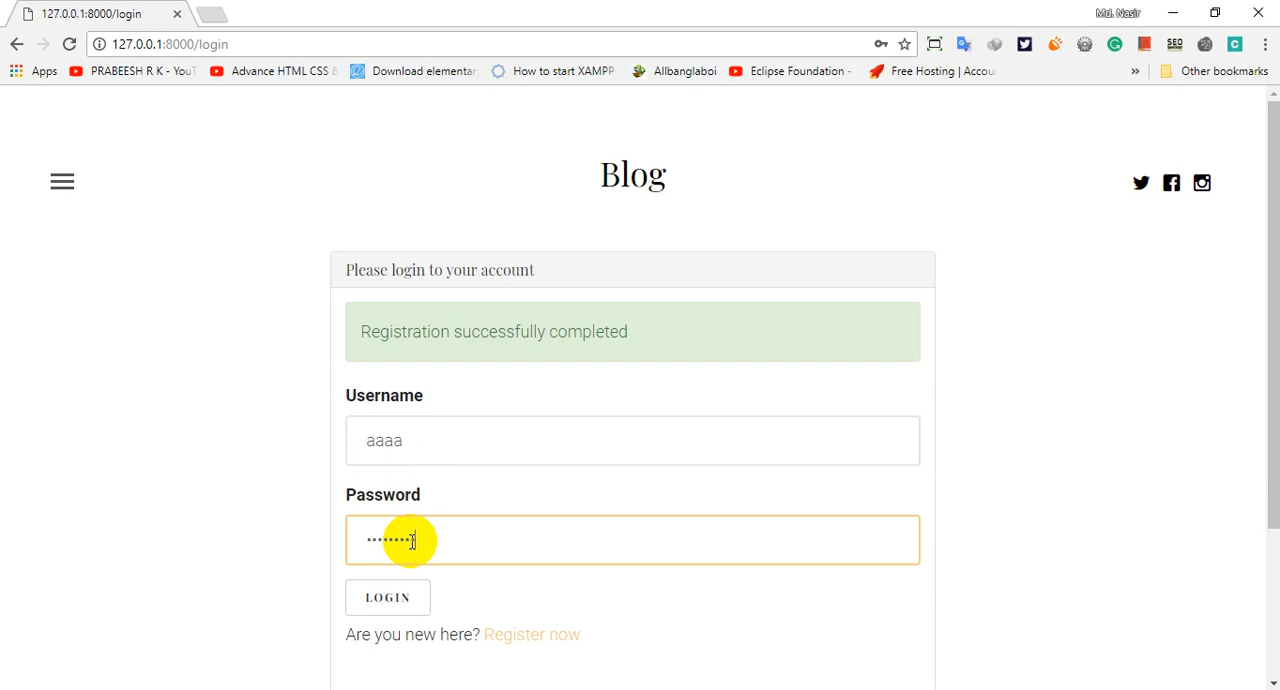 127.0.0.1:8000/login
Md. Nasir
127.0.0.1:8000/login
SEO
Apps PRABEESH R K - YouT Advance HTML CSS & Download elementar How to start XAMPP Allbanglaboi Eclipse Foundation - Free Hosting | Accou » Other bookmarks
Blog
Please login to your account
Registration successfully completed
Username
aaaa
Password
LOGIN
Are you new here? Register now